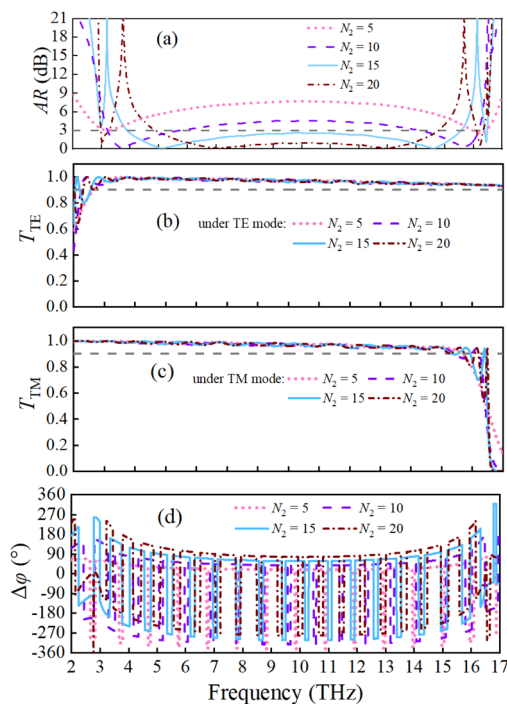 21
18
15
12
9
6
3
0
AR (dB)
(a)
N₂ = 5
N₂ = 10
N₂ = 15
N₂ = 20
1.0
0.8
0.6
0.4
0.2
0.0
T_TE
(b)
under TE mode: N₂ = 5 N₂ = 10
N₂ = 15 N₂ = 20
1.0
0.8
0.6
0.4
0.2
0.0
T_TM
(c)
under TM mode: N₂ = 5 N₂ = 10
N₂ = 15 N₂ = 20
360
270
180
90
0
-90
-180
-270
-360
Δφ (°)
(d)
N₂ = 5 N₂ = 10
N₂ = 15 N₂ = 20
2 3 4 5 6 7 8 9 10 11 12 13 14 15 16 17
Frequency (THz)